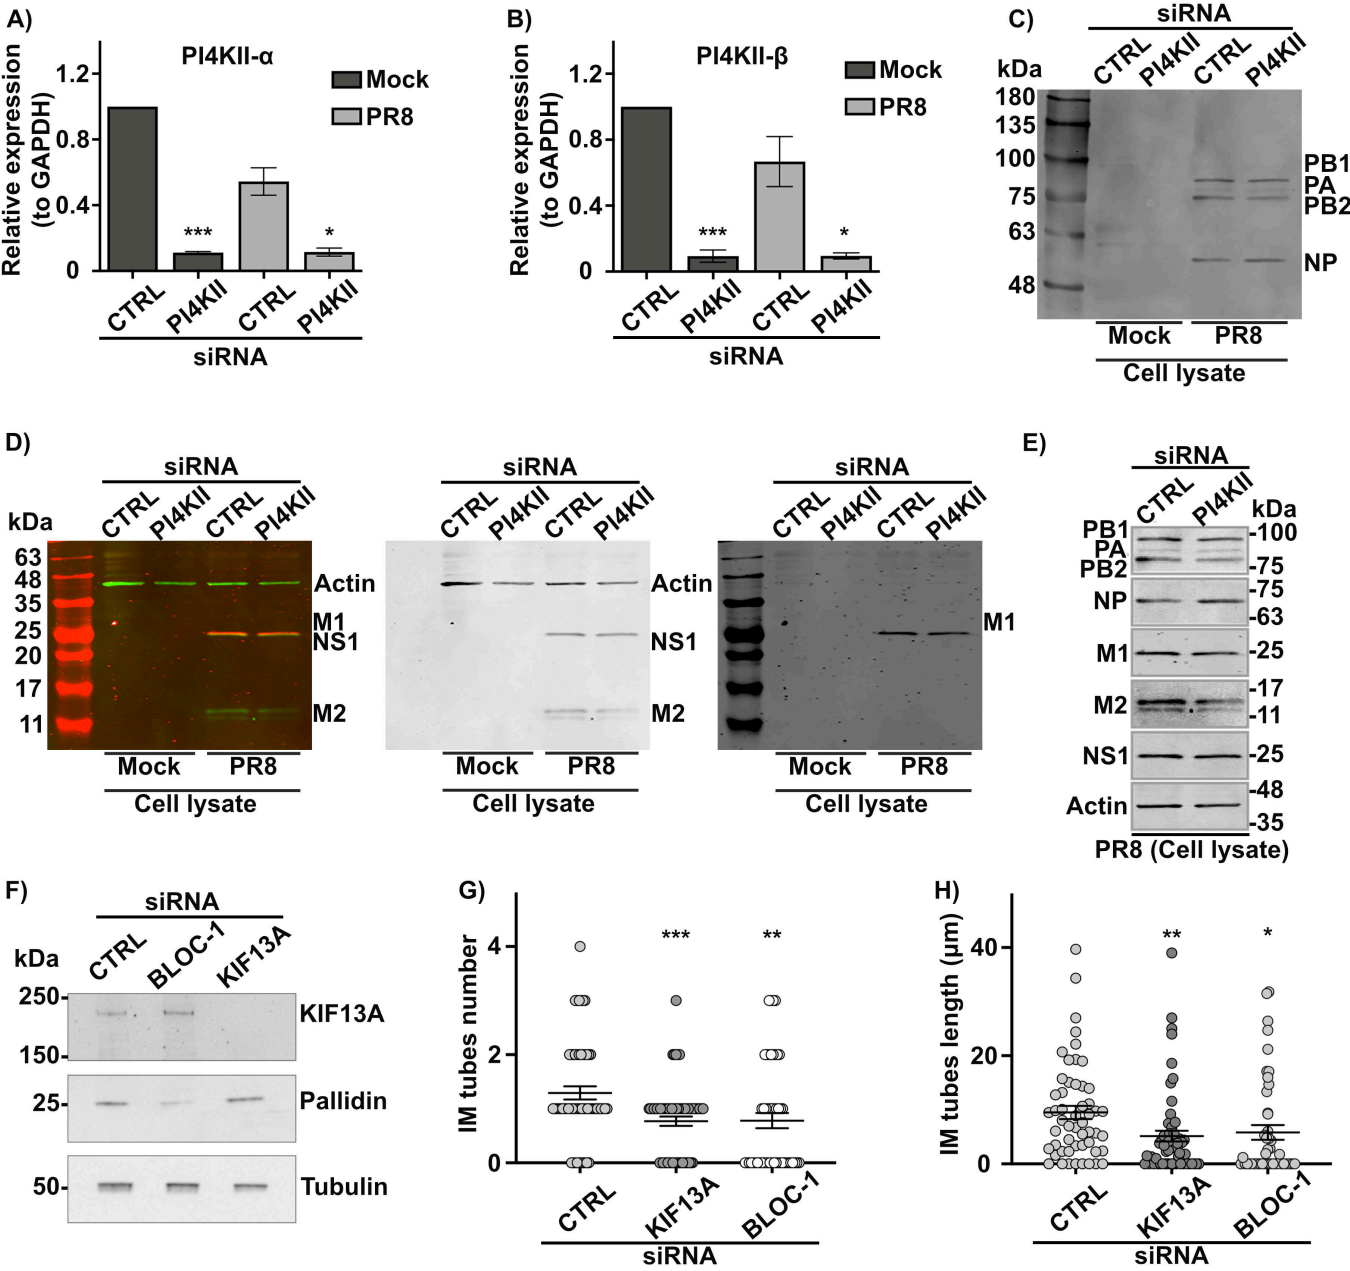 A)
PI4KII-α
Relative expression
(to GAPDH)
1.2
0.8
0.4
0
Mock
PR8
***
*
CTRL
PI4KII
CTRL
PI4KII
siRNA
B)
PI4KII-β
Relative expression
(to GAPDH)
1.2
0.8
0.4
0
Mock
PR8
***
*
CTRL
PI4KII
CTRL
PI4KII
siRNA
C)
siRNA
CTRL
PI4KII
CTRL
PI4KII
kDa
180
135
100
75
63
48
PB1
PA
PB2
NP
Mock
PR8
Cell lysate
D)
siRNA
CTRL
PI4KII
CTRL
PI4KII
kDa
63
48
35
25
20
17
11
Actin
M1
NS1
M2
Mock
PR8
Cell lysate
siRNA
CTRL
PI4KII
CTRL
PI4KII
Actin
NS1
M2
Mock
PR8
Cell lysate
siRNA
CTRL
PI4KII
CTRL
PI4KII
M1
Mock
PR8
Cell lysate
E)
siRNA
CTRL
PI4KII
kDa
PB1
PA
PB2
-100
-75
NP
-75
-63
M1
-25
M2
-17
-11
NS1
-25
Actin
-48
-35
PR8 (Cell lysate)
F)
siRNA
CTRL
BLOC-1
KIF13A
kDa
250-
150-
KIF13A
25-
Pallidin
50-
Tubulin
G)
IM tubes number
4
2
0
***
**
CTRL
KIF13A
BLOC-1
siRNA
H)
IM tubes length (µm)
40
20
0
**
*
CTRL
KIF13A
BLOC-1
siRNA